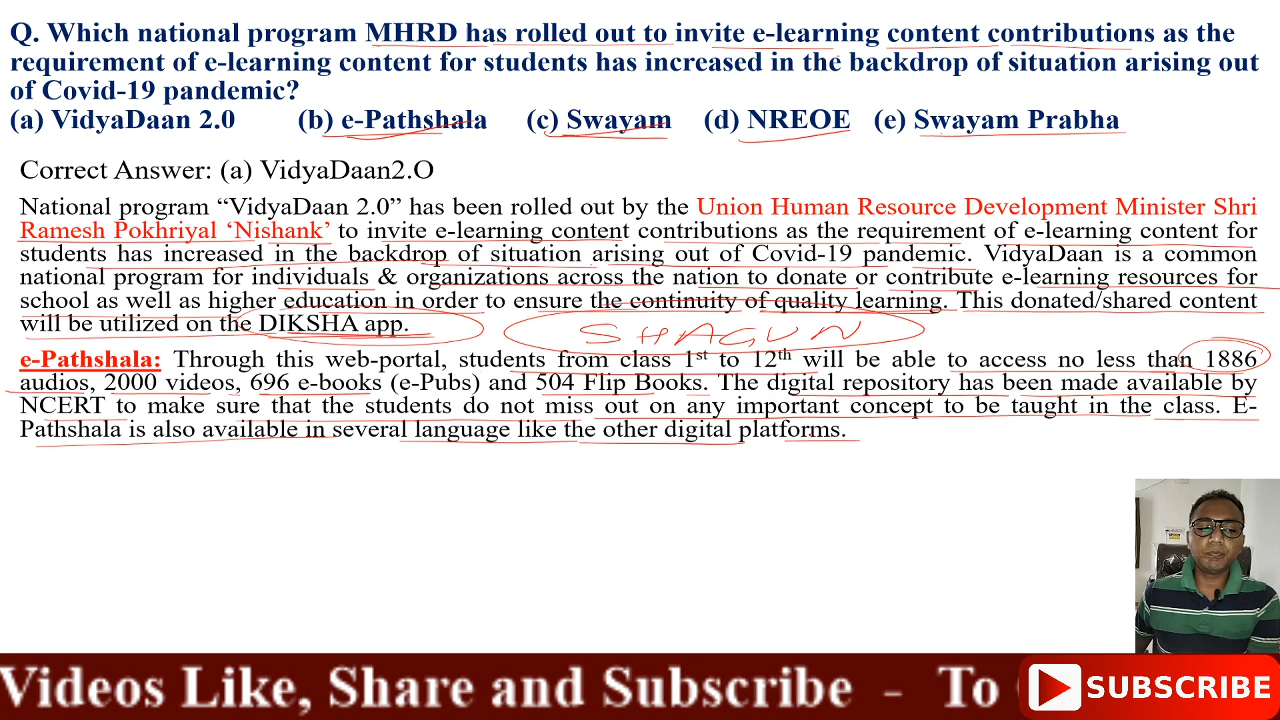 Q. Which national program MHRD has rolled out to invite e-learning content contributions as the
requirement of e-learning content for students has increased in the backdrop of situation arising out
of Covid-19 pandemic?
(a) VidyaDaan 2.0 (b) e-Pathshala (c) Swayam (d) NREOE (e) Swayam Prabha
Correct Answer: (a) VidyaDaan2.O
National program “VidyaDaan 2.0” has been rolled out by the Union Human Resource Development Minister Shri
Ramesh Pokhriyal ‘Nishank’ to invite e-learning content contributions as the requirement of e-learning content for
students has increased in the backdrop of situation arising out of Covid-19 pandemic. VidyaDaan is a common
national program for individuals & organizations across the nation to donate or contribute e-learning resources for
school as well as higher education in order to ensure the continuity of quality learning. This donated/shared content
will be utilized on the DIKSHA app.
SHAGUN
e-Pathshala: Through this web-portal, students from class 1st to 12th will be able to access no less than 1886
audios, 2000 videos, 696 e-books (e-Pubs) and 504 Flip Books. The digital repository has been made available by
NCERT to make sure that the students do not miss out on any important concept to be taught in the class. E-
Pathshala is also available in several language like the other digital platforms.
Videos Like, Share and Subscribe - To
SUBSCRIBE